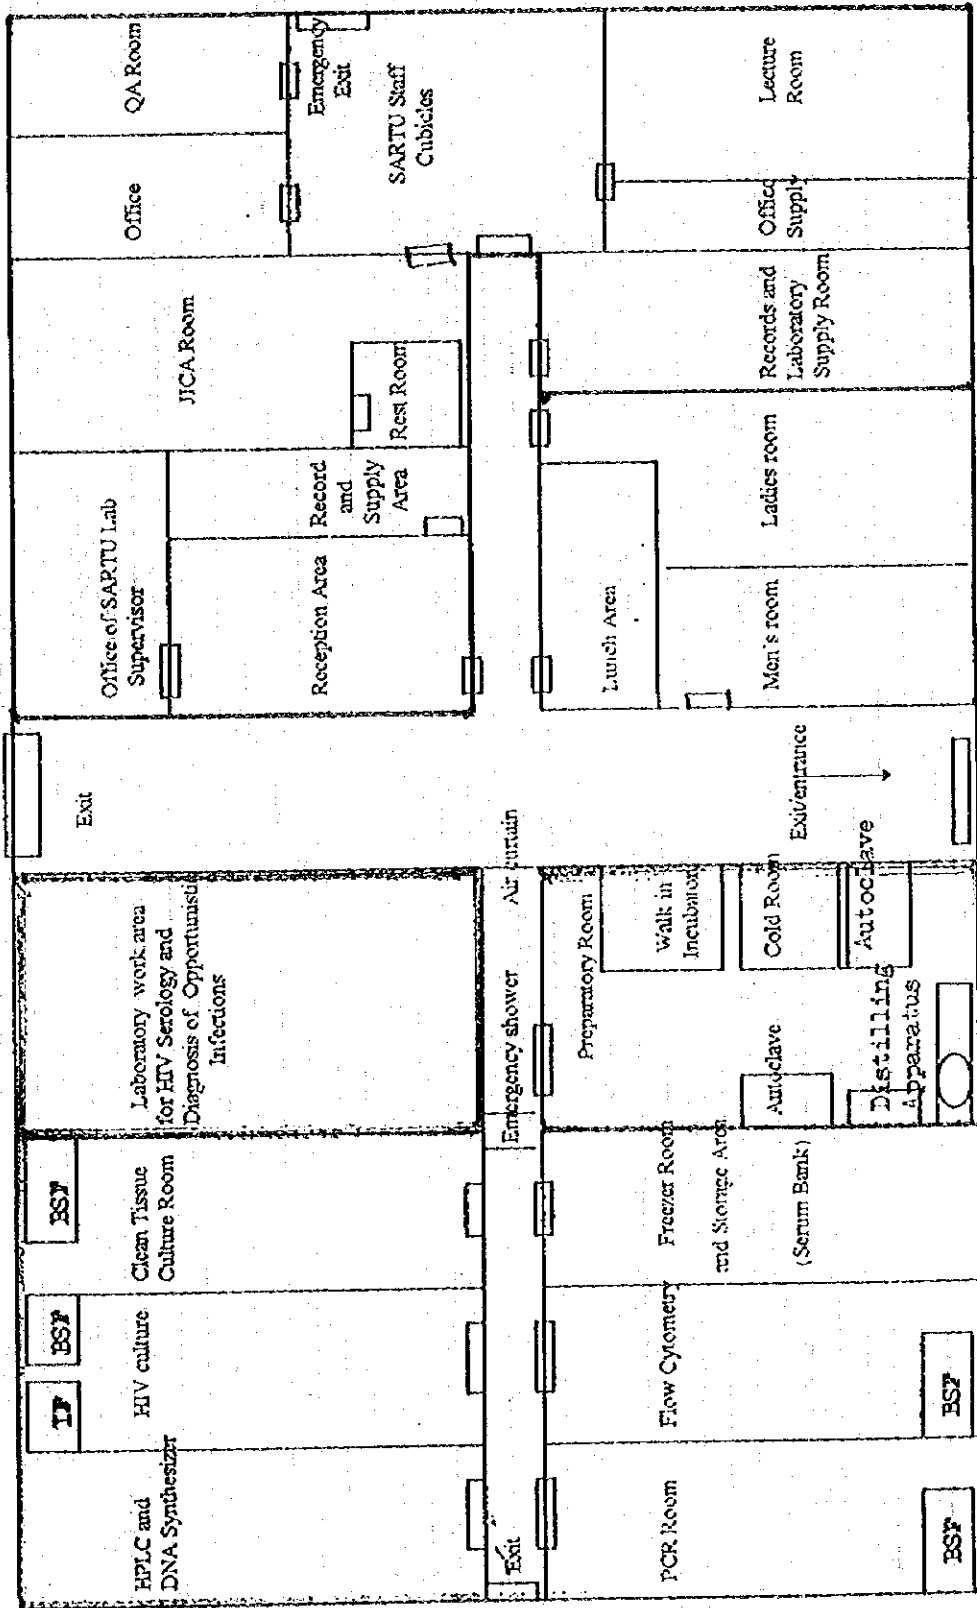 HPLC and
DNA Synthesizer
HIV culture
Clean Tissue
Culture Room
Laboratory work area
for HIV Serology and
Diagnosis of Opportunistic
Infections
Exit
Office of SARTU Lab
Supervisor
Reception Area
Record
and
Supply
Area
JICA Room
Rest Room
Office
QA Room
Emergency
Exit
SARTU Staff
Cubicles
BSF
BSF
Exit
Emergency shower
Air curtain
PCR Room
Flow Cytometry
Freezer Room
and Storage Area
(Serum Bank)
Preparatory Room
Walk in
Incubator
Cold Room
Autoclave
Autoclave
Distilling
Apparatus
Exit/entrance
Lunch Area
Men's room
Ladies room
Records and
Laboratory
Supply Room
Office
Supply
Lecture
Room
BSF
BSF